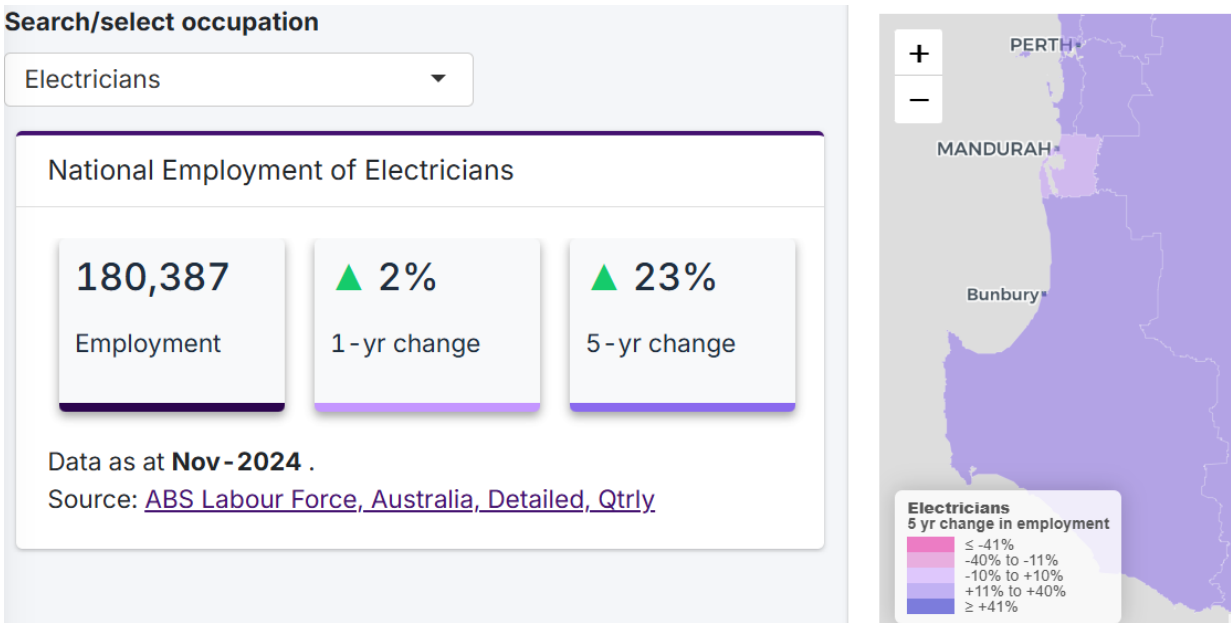 Search/select occupation
Electricians
National Employment of Electricians
180,387
Employment
▲ 2%
1-yr change
▲ 23%
5-yr change
Data as at Nov-2024 .
Source: ABS Labour Force, Australia, Detailed, Qtrly
+
−
PERTH
MANDURAH
Bunbury
Electricians
5 yr change in employment
≤ -41%
-40% to -11%
-10% to +10%
+11% to +40%
≥ +41%